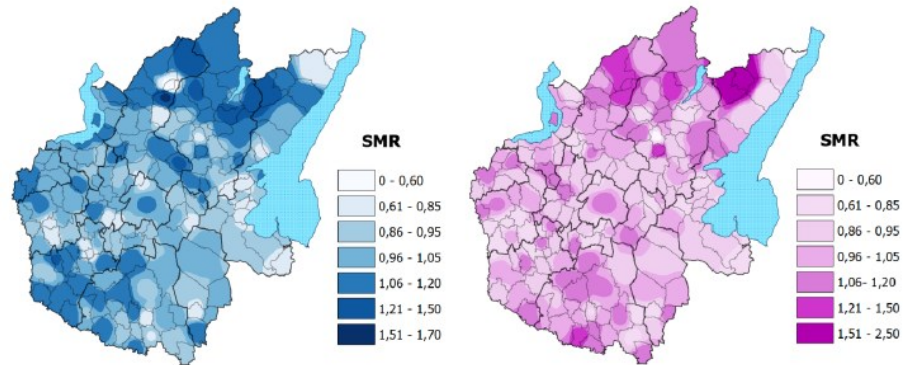 SMR
0 - 0,60
0,61 - 0,85
0,86 - 0,95
0,96 - 1,05
1,06 - 1,20
1,21 - 1,50
1,51 - 1,70
SMR
0 - 0,60
0,61 - 0,85
0,86 - 0,95
0,96 - 1,05
1,06- 1,20
1,21 - 1,50
1,51 - 2,50